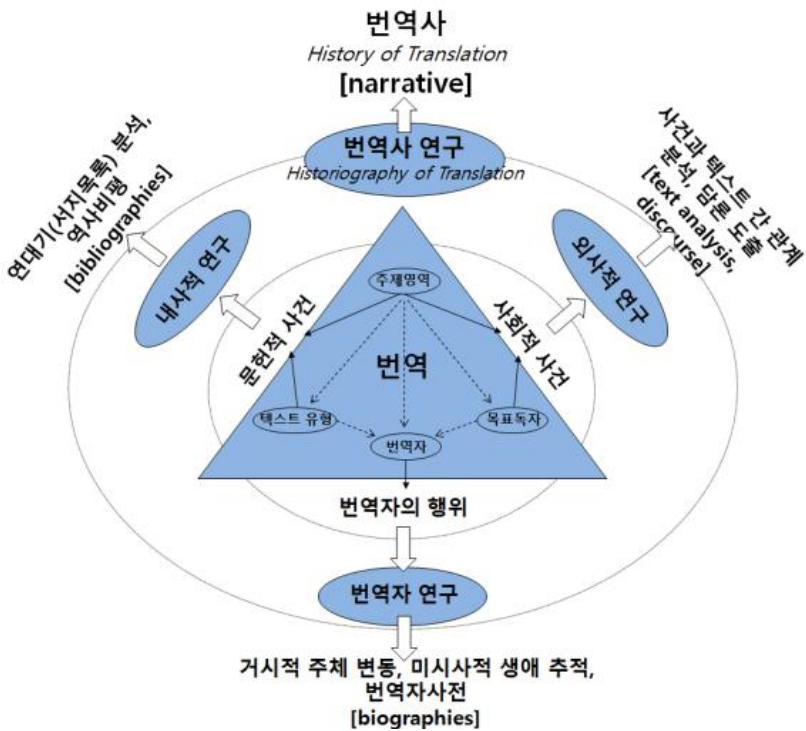 번역사
History of Translation
[narrative]
번역사 연구
Historiography of Translation
연대기(서지목록) 분석,
역사비평
[bibliographies]
내사적 연구
사건과 텍스트 간 관계
분석, 담론 도출
[text analysis,
discourse]
외사적 연구
문헌적 사건
사회적 사건
주제영역
번역
텍스트 유형
목표독자
번역자
번역자의 행위
번역자 연구
거시적 주체 변동, 미시사적 생애 추적,
번역자사전
[biographies]